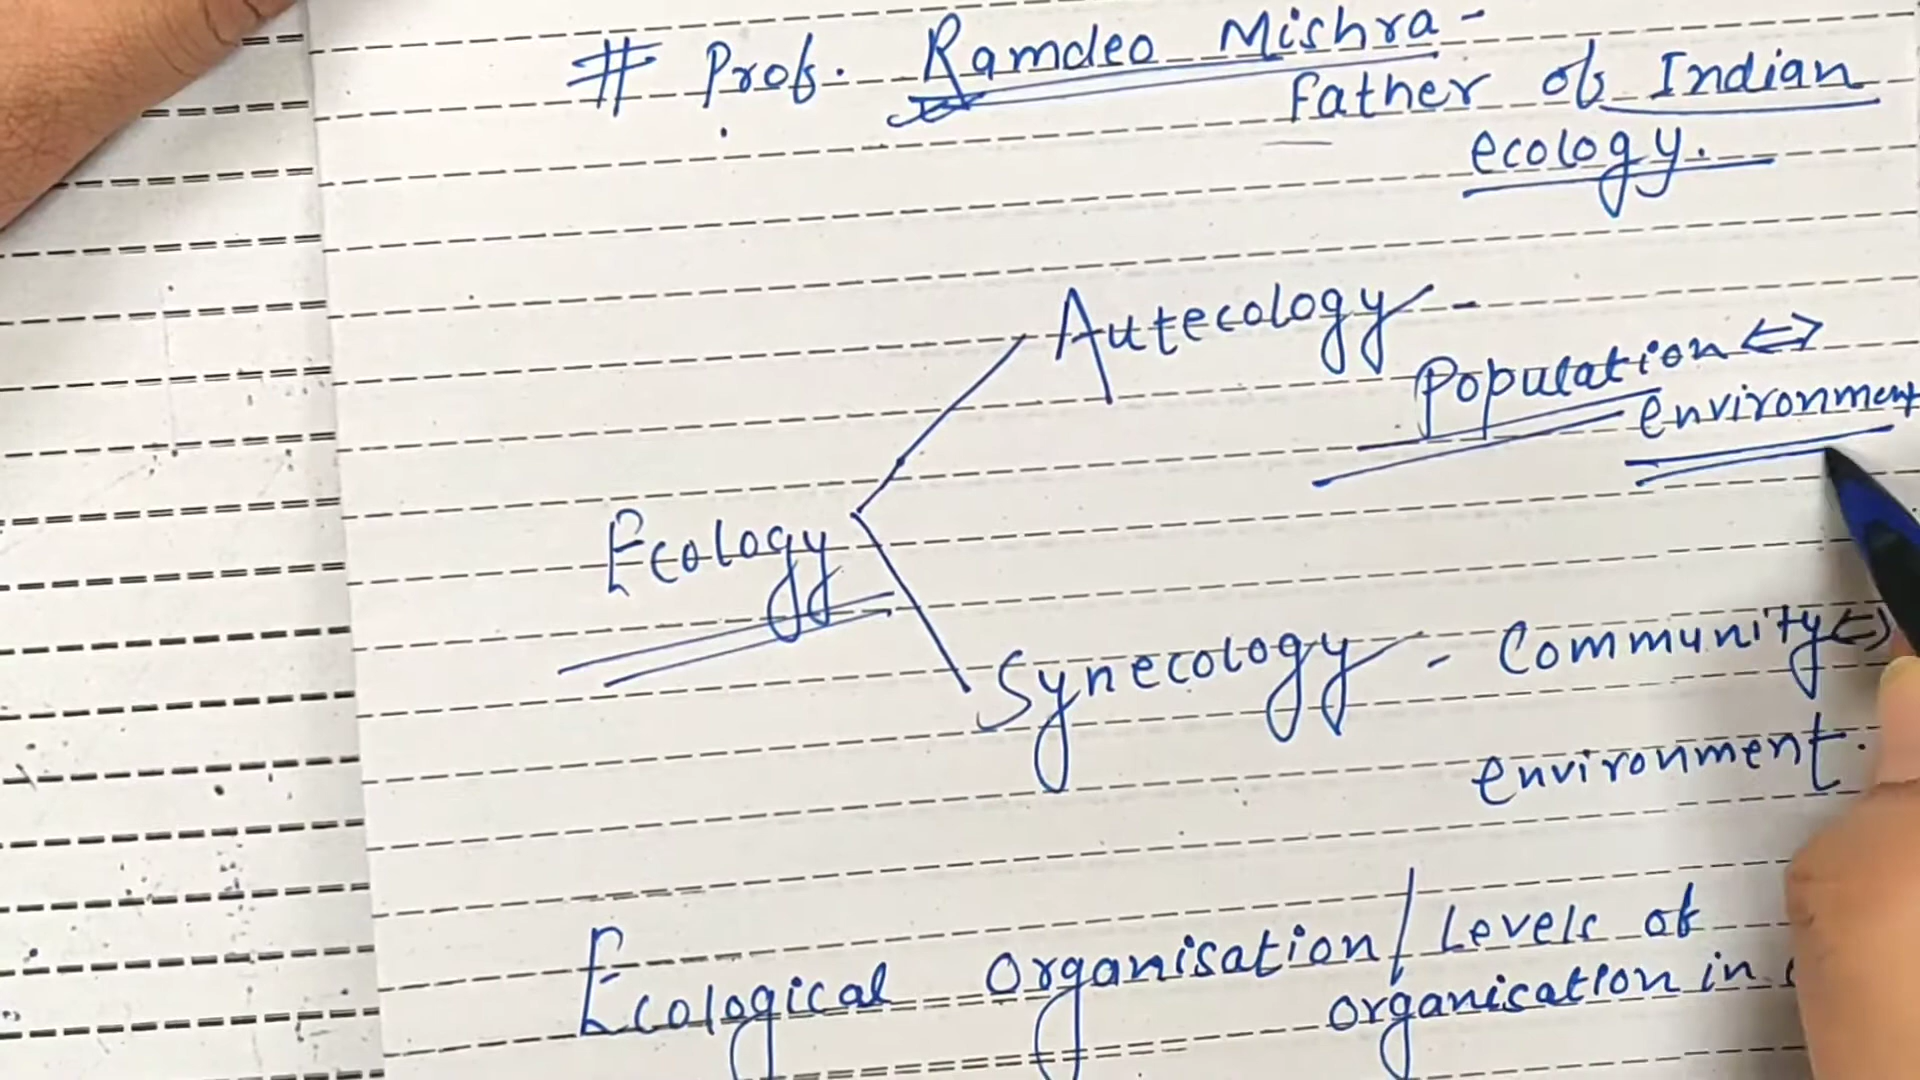 # Prof. Ramdeo Mishra -
Father of Indian
ecology.
Autecology -
Population <=>
environment
Ecology
Synecology - Community <=>
environment.
Ecological Organisation / Levels of
organisation in